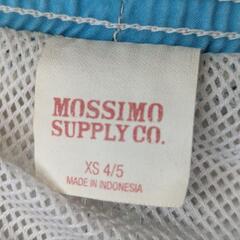 MOSSIMO
SUPPLY CO.
XS 4/5
MADE IN INDONESIA